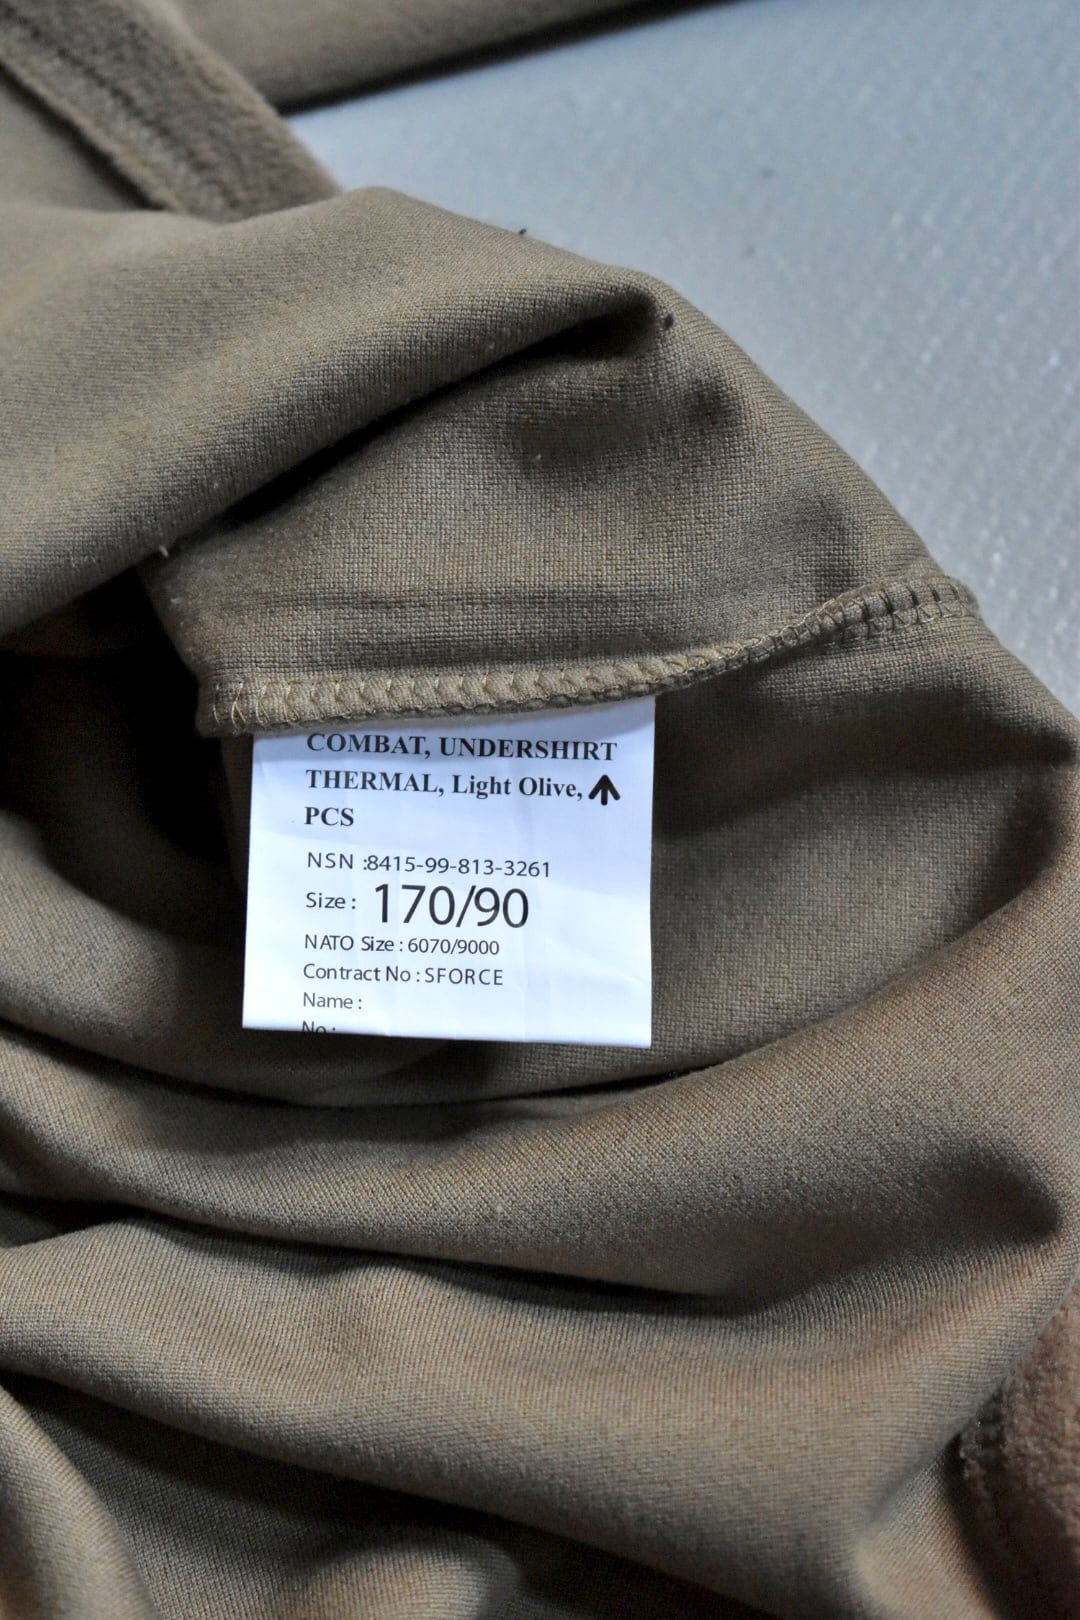 COMBAT, UNDERSHIRT
THERMAL, Light Olive,
PCS
NSN :8415-99-813-3261
Size : 170/90
NATO Size : 6070/9000
Contract No : SFORCE
Name :
No :